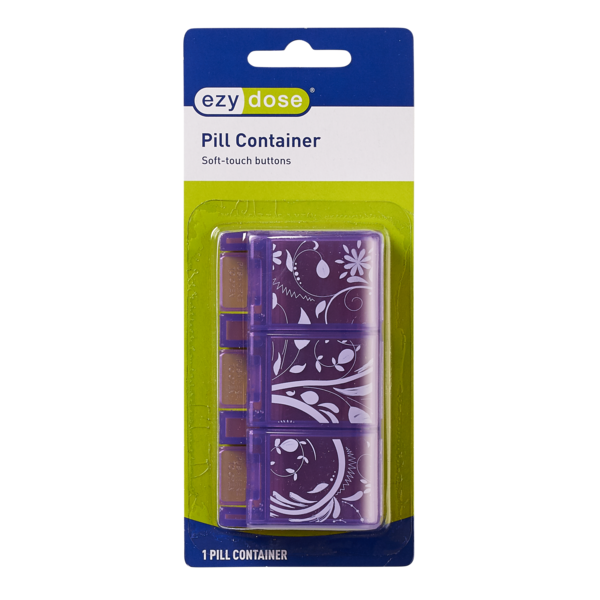 ezy dose®
Pill Container
Soft-touch buttons
1 PILL CONTAINER